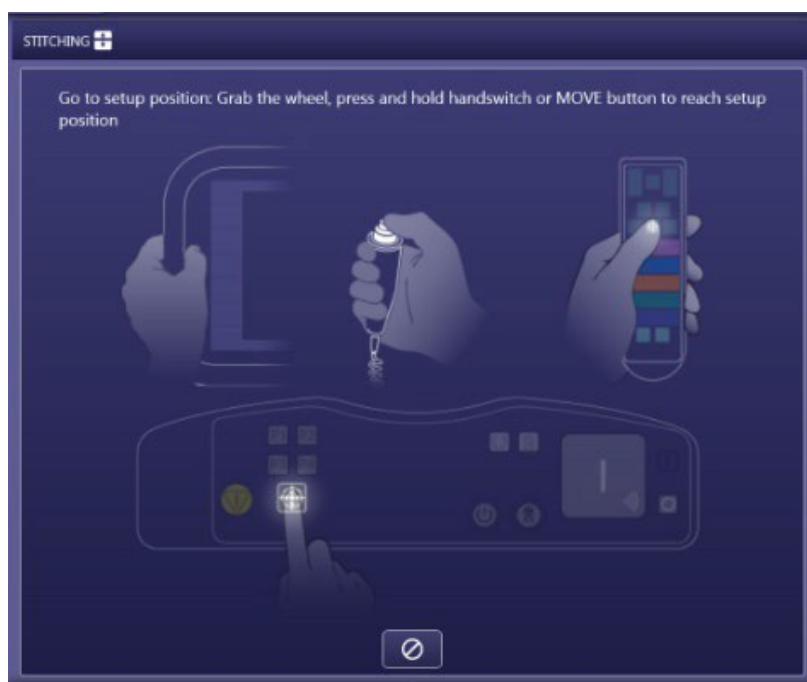 STITCHING
Go to setup position: Grab the wheel, press and hold handswitch or MOVE button to reach setup
position